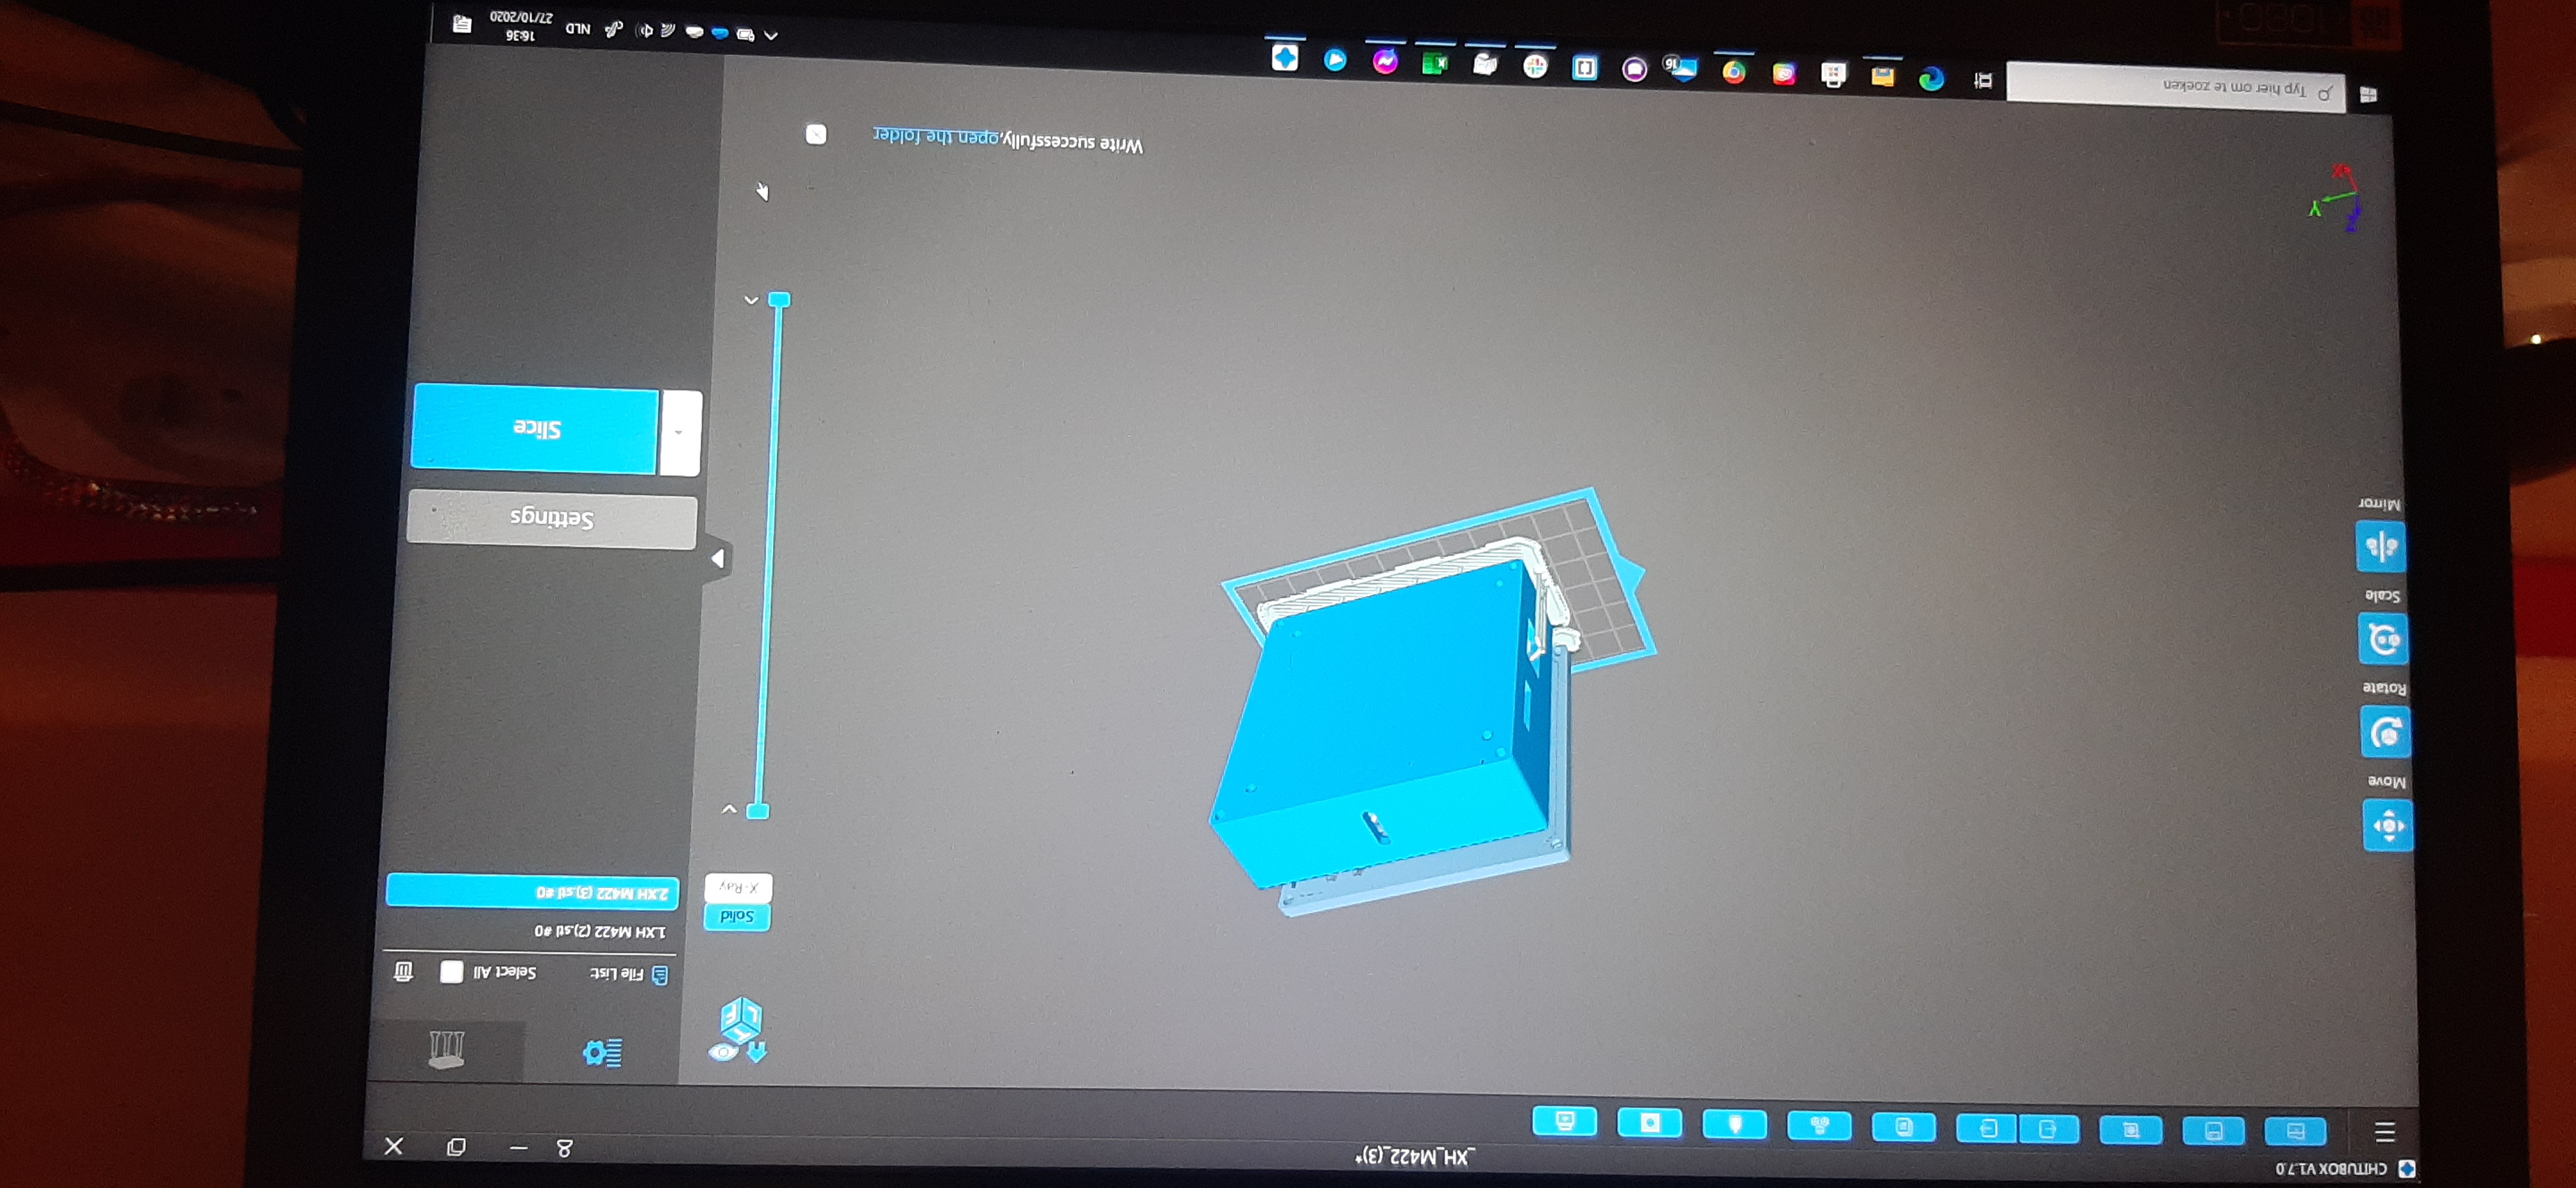 CHITUBOX V1.7.0
_XH_M422_(3)*
T
L F
File List:
Select All
Solid
X-Ray
1.XH M422 (2).stl #0
2.XH M422 (3).stl #0
Move
Rotate
Scale
Mirror
Settings
Slice
Z
Y
X
Write successfully,open the folder
Typ hier om te zoeken
16
NLD
16:36
27/10/2020
1080